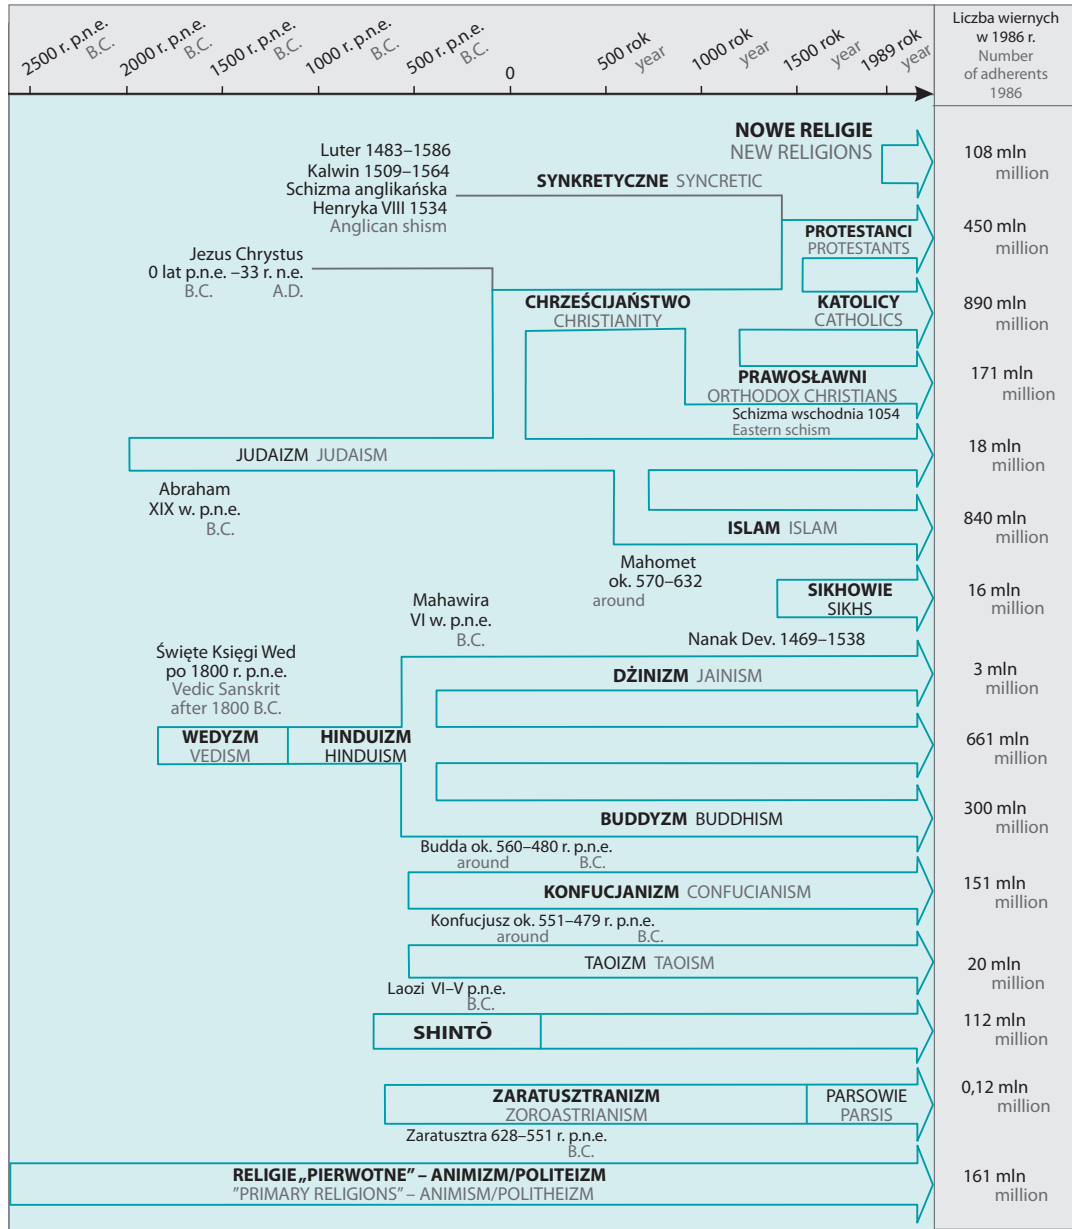 2500 r. p.n.e.
B.C.
2000 r. p.n.e.
B.C.
1500 r. p.n.e.
B.C.
1000 r. p.n.e.
B.C.
500 r. p.n.e.
B.C.
0
500 rok
year
1000 rok
year
1500 rok
year
1989 rok
year
Liczba wiernych
w 1986 r.
Number
of adherents
1986
NOWE RELIGIE
NEW RELIGIONS
108 mln
million
Luter 1483–1586
Kalwin 1509–1564
Schizma anglikańska
Henryka VIII 1534
Anglican shism
SYNKRETYCZNE SYNCRETIC
PROTESTANCI
PROTESTANTS
450 mln
million
Jezus Chrystus
0 lat p.n.e. –33 r. n.e.
B.C. A.D.
CHRZEŚCIJAŃSTWO
CHRISTIANITY
KATOLICY
CATHOLICS
890 mln
million
PRAWOSŁAWNI
ORTHODOX CHRISTIANS
171 mln
million
Schizma wschodnia 1054
Eastern schism
JUDAIZM JUDAISM
18 mln
million
Abraham
XIX w. p.n.e.
B.C.
ISLAM ISLAM
840 mln
million
Mahomet
ok. 570–632
around
SIKHOWIE
SIKHS
16 mln
million
Mahawira
VI w. p.n.e.
B.C.
Nanak Dev. 1469–1538
Święte Księgi Wed
po 1800 r. p.n.e.
Vedic Sanskrit
after 1800 B.C.
DŻINIZM JAINISM
3 mln
million
WEDYZM
VEDISM
HINDUIZM
HINDUISM
661 mln
million
BUDDYZM BUDDHISM
300 mln
million
Budda ok. 560–480 r. p.n.e.
around B.C.
KONFUCJANIZM CONFUCIANISM
151 mln
million
Konfucjusz ok. 551–479 r. p.n.e.
around B.C.
TAOIZM TAOISM
20 mln
million
Laozi VI–V p.n.e.
B.C.
SHINTŌ
112 mln
million
ZARATUSZTRANIZM
ZOROASTRIANISM
PARSOWIE
PARSIS
0,12 mln
million
Zaratusztra 628–551 r. p.n.e.
B.C.
RELIGIE „PIERWOTNE” – ANIMIZM/POLITEIZM
”PRIMARY RELIGIONS” – ANIMISM/POLITHEIZM
161 mln
million